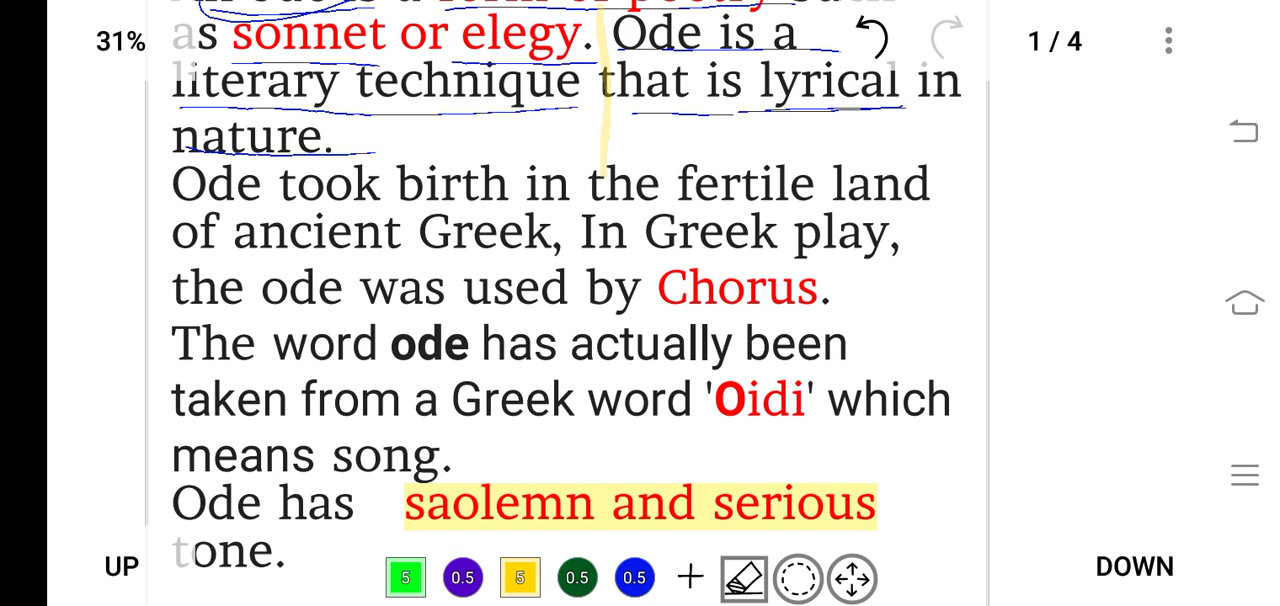 as sonnet or elegy. Ode is a
literary technique that is lyrical in
nature.
Ode took birth in the fertile land
of ancient Greek, In Greek play,
the ode was used by Chorus.
The word ode has actually been
taken from a Greek word 'Oidi' which
means song.
Ode has saolemn and serious
tone.
31%
1 / 4
UP
5 0.5 5 0.5 0.5
DOWN